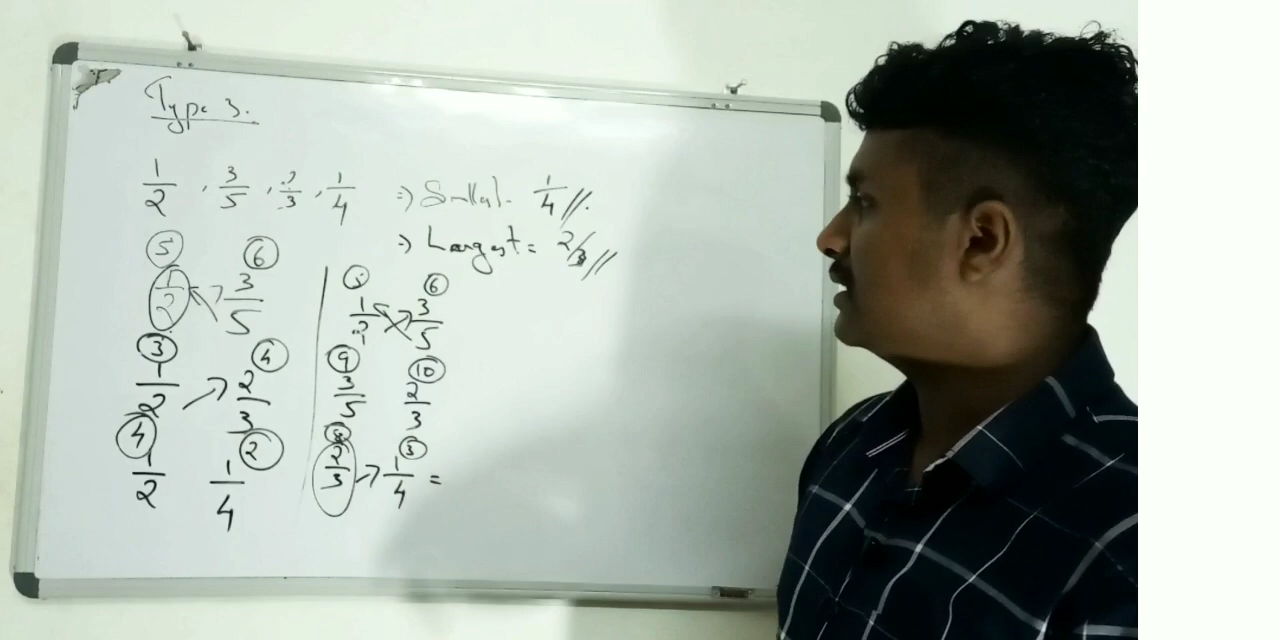 Type 3.
1/2 , 3/5 , 2/3 , 1/4
⇒ Smallest - 1/4 //.
⇒ Largest = 2/3 //
5 6
1/2 3/5
3 4
1/2 2/3
4 2
1/2 1/4
5 6
1/2 3/5
9 10
3/5 2/3
8 3
2/3 1/4 =